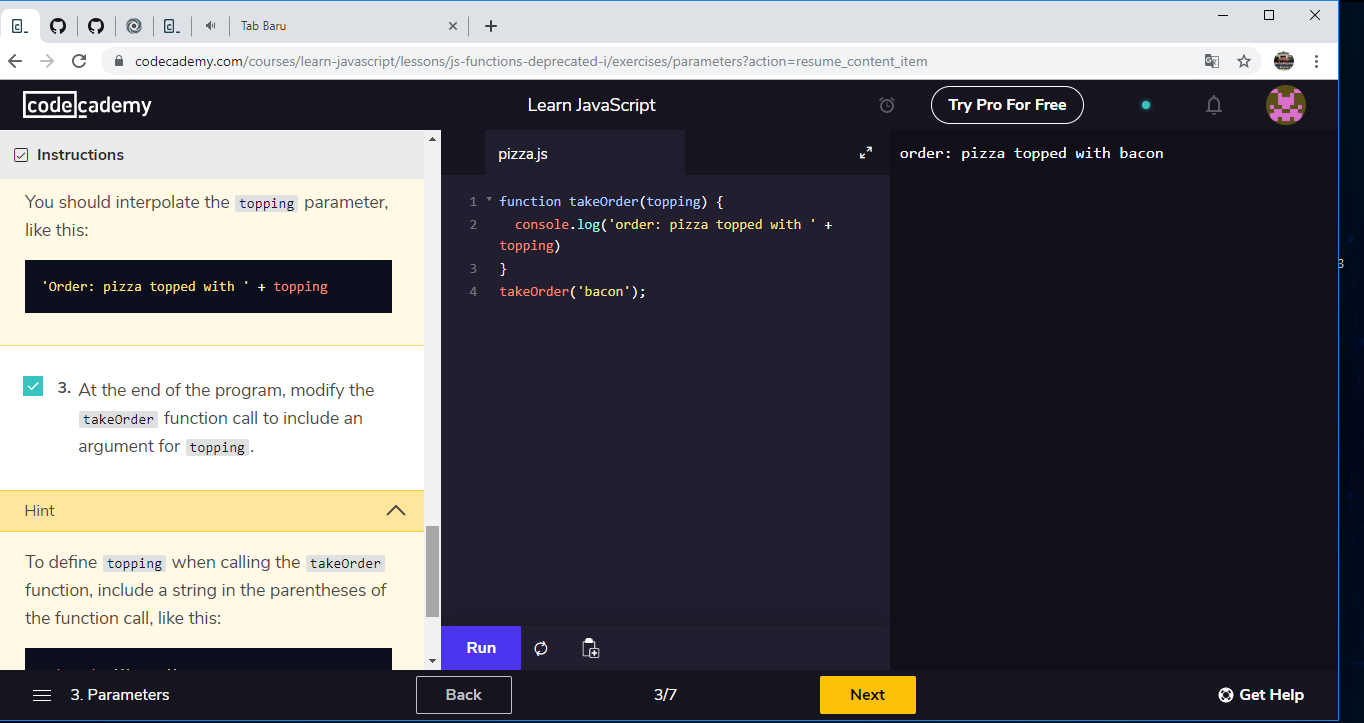 Tab Baru
codecademy.com/courses/learn-javascript/lessons/js-functions-deprecated-i/exercises/parameters?action=resume_content_item
codecademy
Learn JavaScript
Try Pro For Free
Instructions
You should interpolate the topping parameter,
like this:
'Order: pizza topped with ' + topping
3. At the end of the program, modify the
takeOrder function call to include an
argument for topping.
Hint
To define topping when calling the takeOrder
function, include a string in the parentheses of
the function call, like this:
pizza.js
1 function takeOrder(topping) {
2 console.log('order: pizza topped with ' +
topping)
3 }
4 takeOrder('bacon');
order: pizza topped with bacon
3
Run
3. Parameters
Back
3/7
Next
Get Help